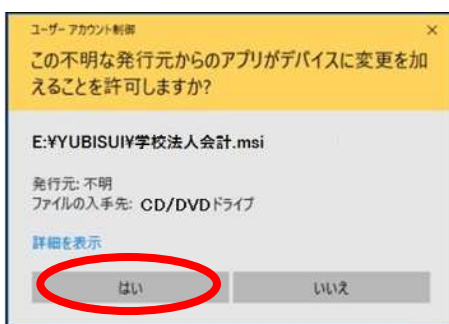 ユーザー アカウント制御
×
この不明な発行元からのアプリがデバイスに変更を加
えることを許可しますか?
E:¥YUBISUI¥学校法人会計.msi
発行元: 不明
ファイルの入手先: CD/DVDドライブ
詳細を表示
はい
いいえ